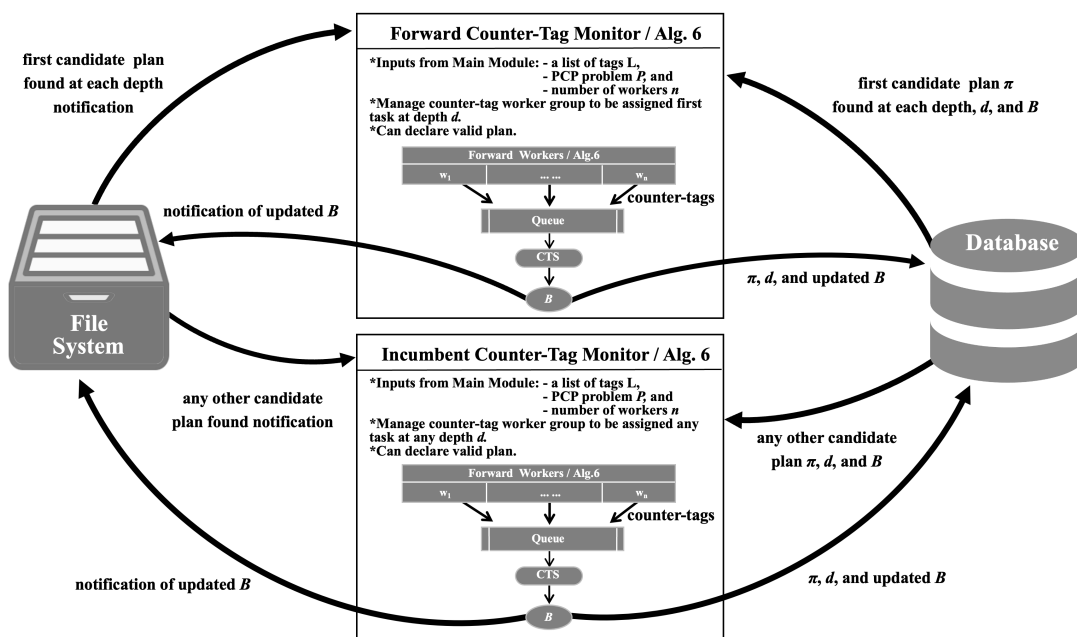 Forward Counter-Tag Monitor / Alg. 6
*Inputs from Main Module: - a list of tags L,
- PCP problem P, and
- number of workers n
*Manage counter-tag worker group to be assigned first
task at depth d.
*Can declare valid plan.
Forward Workers / Alg.6
w1 ... ... wn
counter-tags
Queue
CTS
B
first candidate plan
found at each depth
notification
first candidate plan π
found at each depth, d, and B
notification of updated B
π, d, and updated B
File
System
Database
Incumbent Counter-Tag Monitor / Alg. 6
*Inputs from Main Module: - a list of tags L,
- PCP problem P, and
- number of workers n
*Manage counter-tag worker group to be assigned any
task at any depth d.
*Can declare valid plan.
Forward Workers / Alg.6
w1 ... ... wn
counter-tags
Queue
CTS
B
any other candidate
plan found notification
any other candidate
plan π, d, and B
notification of updated B
π, d, and updated B